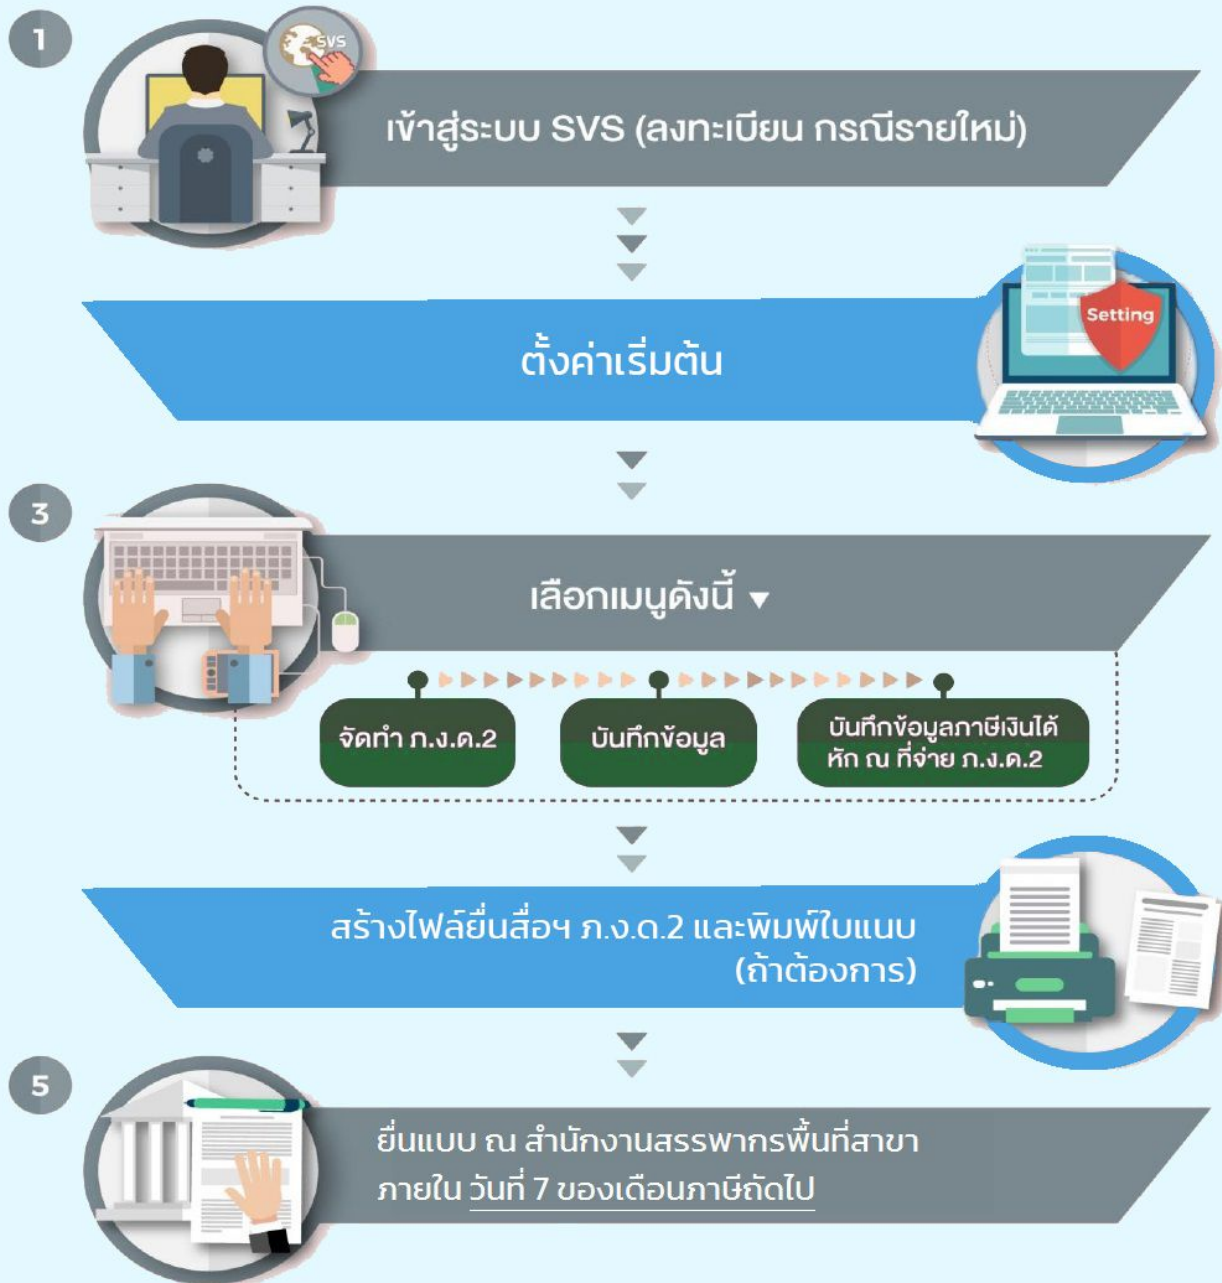 1
SVS
เข้าสู่ระบบ SVS (ลงทะเบียน กรณีรายใหม่)
Setting
ตั้งค่าเริ่มต้น
3
เลือกเมนูดังนี้ ▼
จัดทำ ภ.ง.ด.2
บันทึกข้อมูล
บันทึกข้อมูลภาษีเงินได้
หัก ณ ที่จ่าย ภ.ง.ด.2
สร้างไฟล์ยื่นสื่อฯ ภ.ง.ด.2 และพิมพ์ใบแนบ
(ถ้าต้องการ)
5
ยื่นแบบ ณ สำนักงานสรรพากรพื้นที่สาขา
ภายใน วันที่ 7 ของเดือนภาษีถัดไป